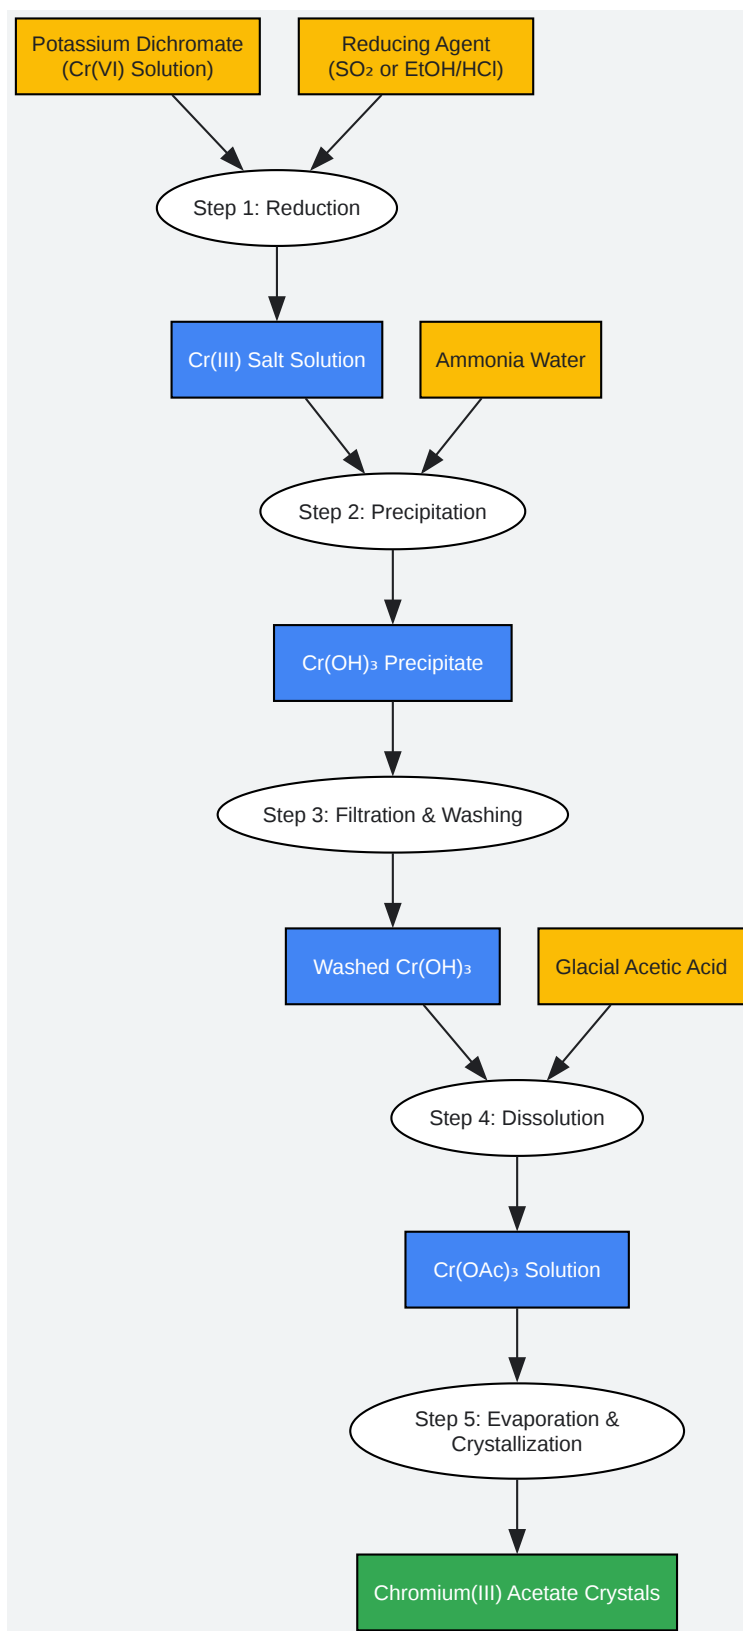 Potassium Dichromate
(Cr(VI) Solution)
Reducing Agent
(SO₂ or EtOH/HCl)
Step 1: Reduction
Cr(III) Salt Solution
Ammonia Water
Step 2: Precipitation
Cr(OH)₃ Precipitate
Step 3: Filtration & Washing
Washed Cr(OH)₃
Glacial Acetic Acid
Step 4: Dissolution
Cr(OAc)₃ Solution
Step 5: Evaporation &
Crystallization
Chromium(III) Acetate Crystals